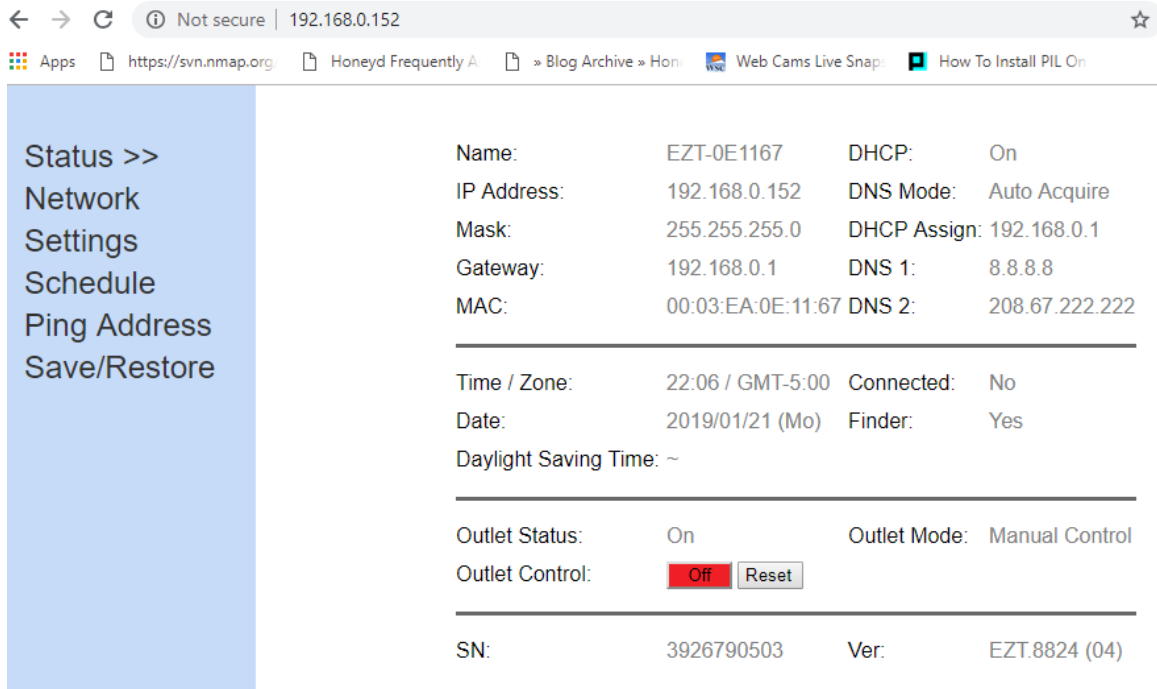 Not secure | 192.168.0.152
Apps https://svn.nmap.org/ Honeyd Frequently A » Blog Archive » Hon Web Cams Live Snap How To Install PIL On
Status >>
Network
Settings
Schedule
Ping Address
Save/Restore
Name: EZT-0E1167 DHCP: On
IP Address: 192.168.0.152 DNS Mode: Auto Acquire
Mask: 255.255.255.0 DHCP Assign: 192.168.0.1
Gateway: 192.168.0.1 DNS 1: 8.8.8.8
MAC: 00:03:EA:0E:11:67 DNS 2: 208.67.222.222
Time / Zone: 22:06 / GMT-5:00 Connected: No
Date: 2019/01/21 (Mo) Finder: Yes
Daylight Saving Time: ~
Outlet Status: On Outlet Mode: Manual Control
Outlet Control: Off Reset
SN: 3926790503 Ver: EZT.8824 (04)